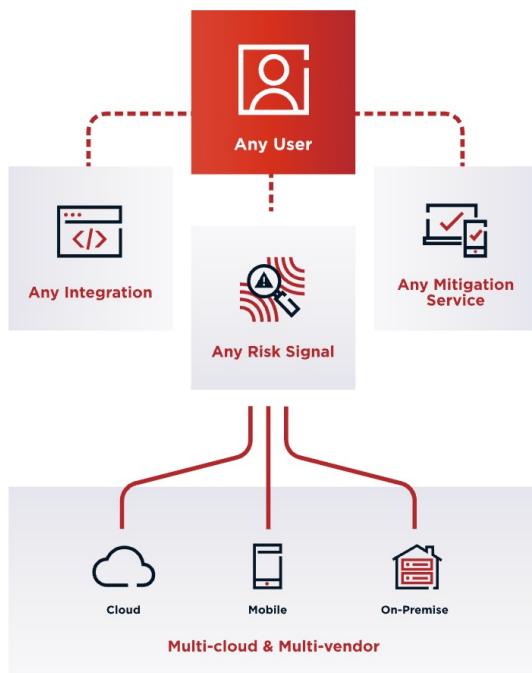 Any User
Any Integration
Any Risk Signal
Any Mitigation
Service
Cloud
Mobile
On-Premise
Multi-cloud & Multi-vendor